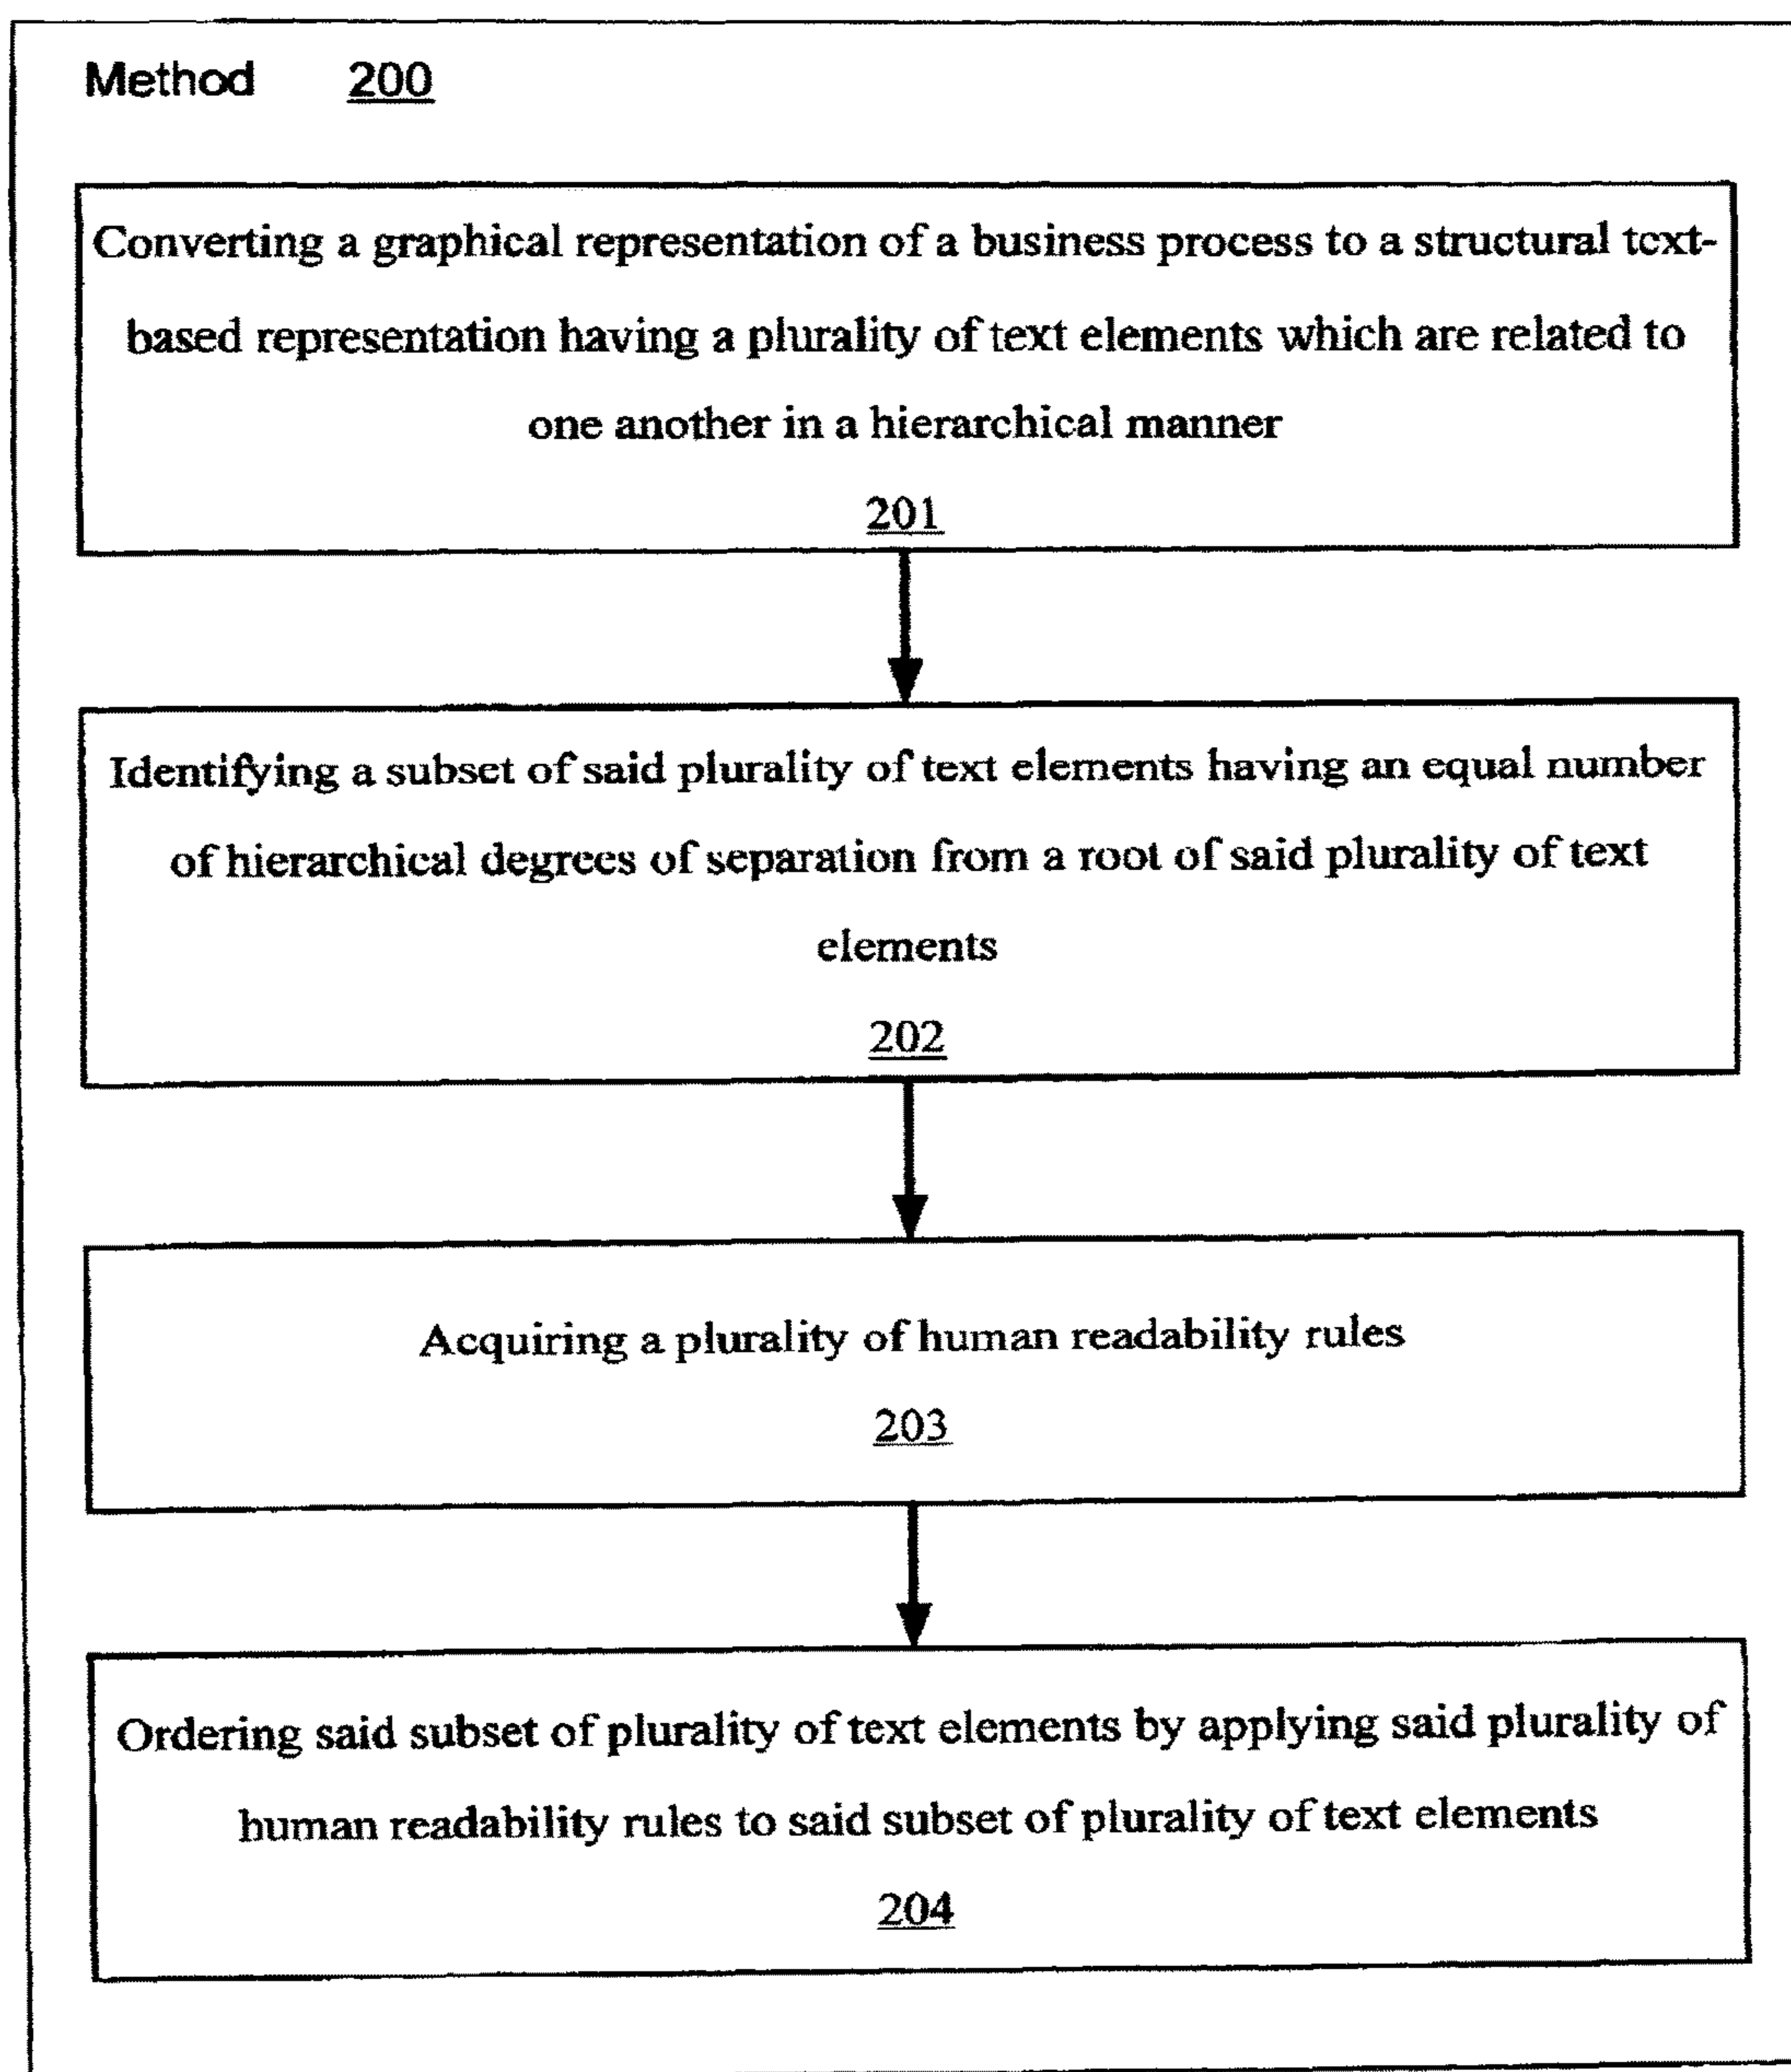 Method 200
Converting a graphical representation of a business process to a structural text-
based representation having a plurality of text elements which are related to
one another in a hierarchical manner
201
Identifying a subset of said plurality of text elements having an equal number
of hierarchical degrees of separation from a root of said plurality of text
elements
202
Acquiring a plurality of human readability rules
203
Ordering said subset of plurality of text elements by applying said plurality of
human readability rules to said subset of plurality of text elements
204